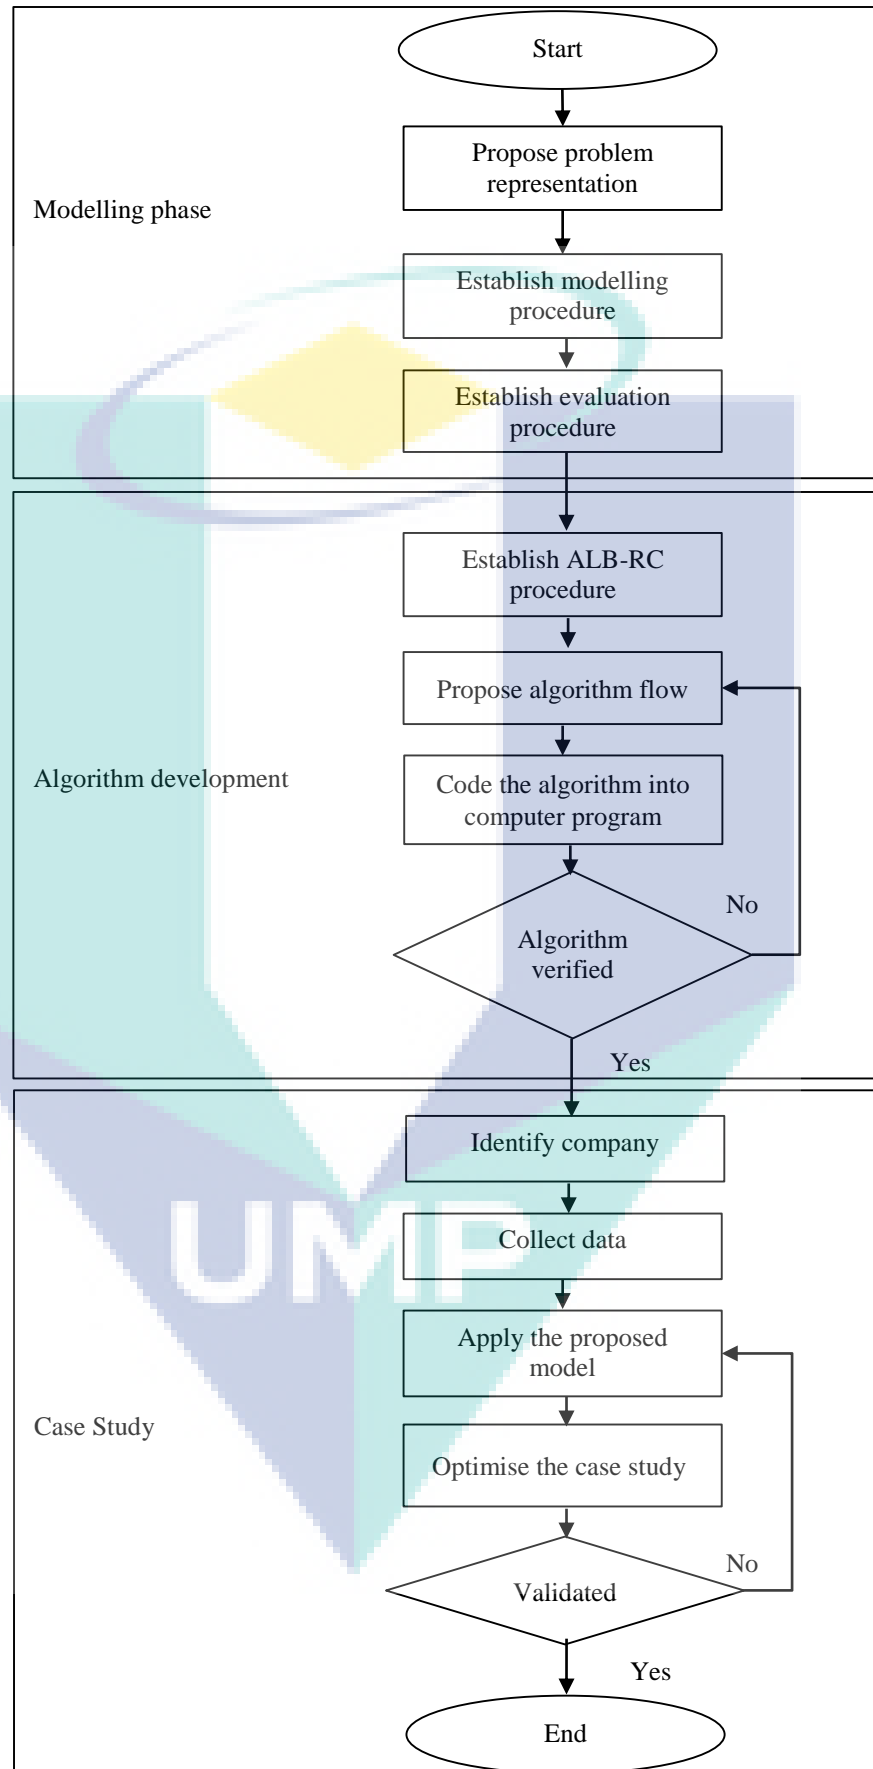 Start
Propose problem
representation
Modelling phase
Establish modelling
procedure
Establish evaluation
procedure
Establish ALB-RC
procedure
Propose algorithm flow
Algorithm development
Code the algorithm into
computer program
No
Algorithm
verified
Yes
Identify company
UMP
Collect data
Apply the proposed
model
Case Study
Optimise the case study
No
Validated
Yes
End